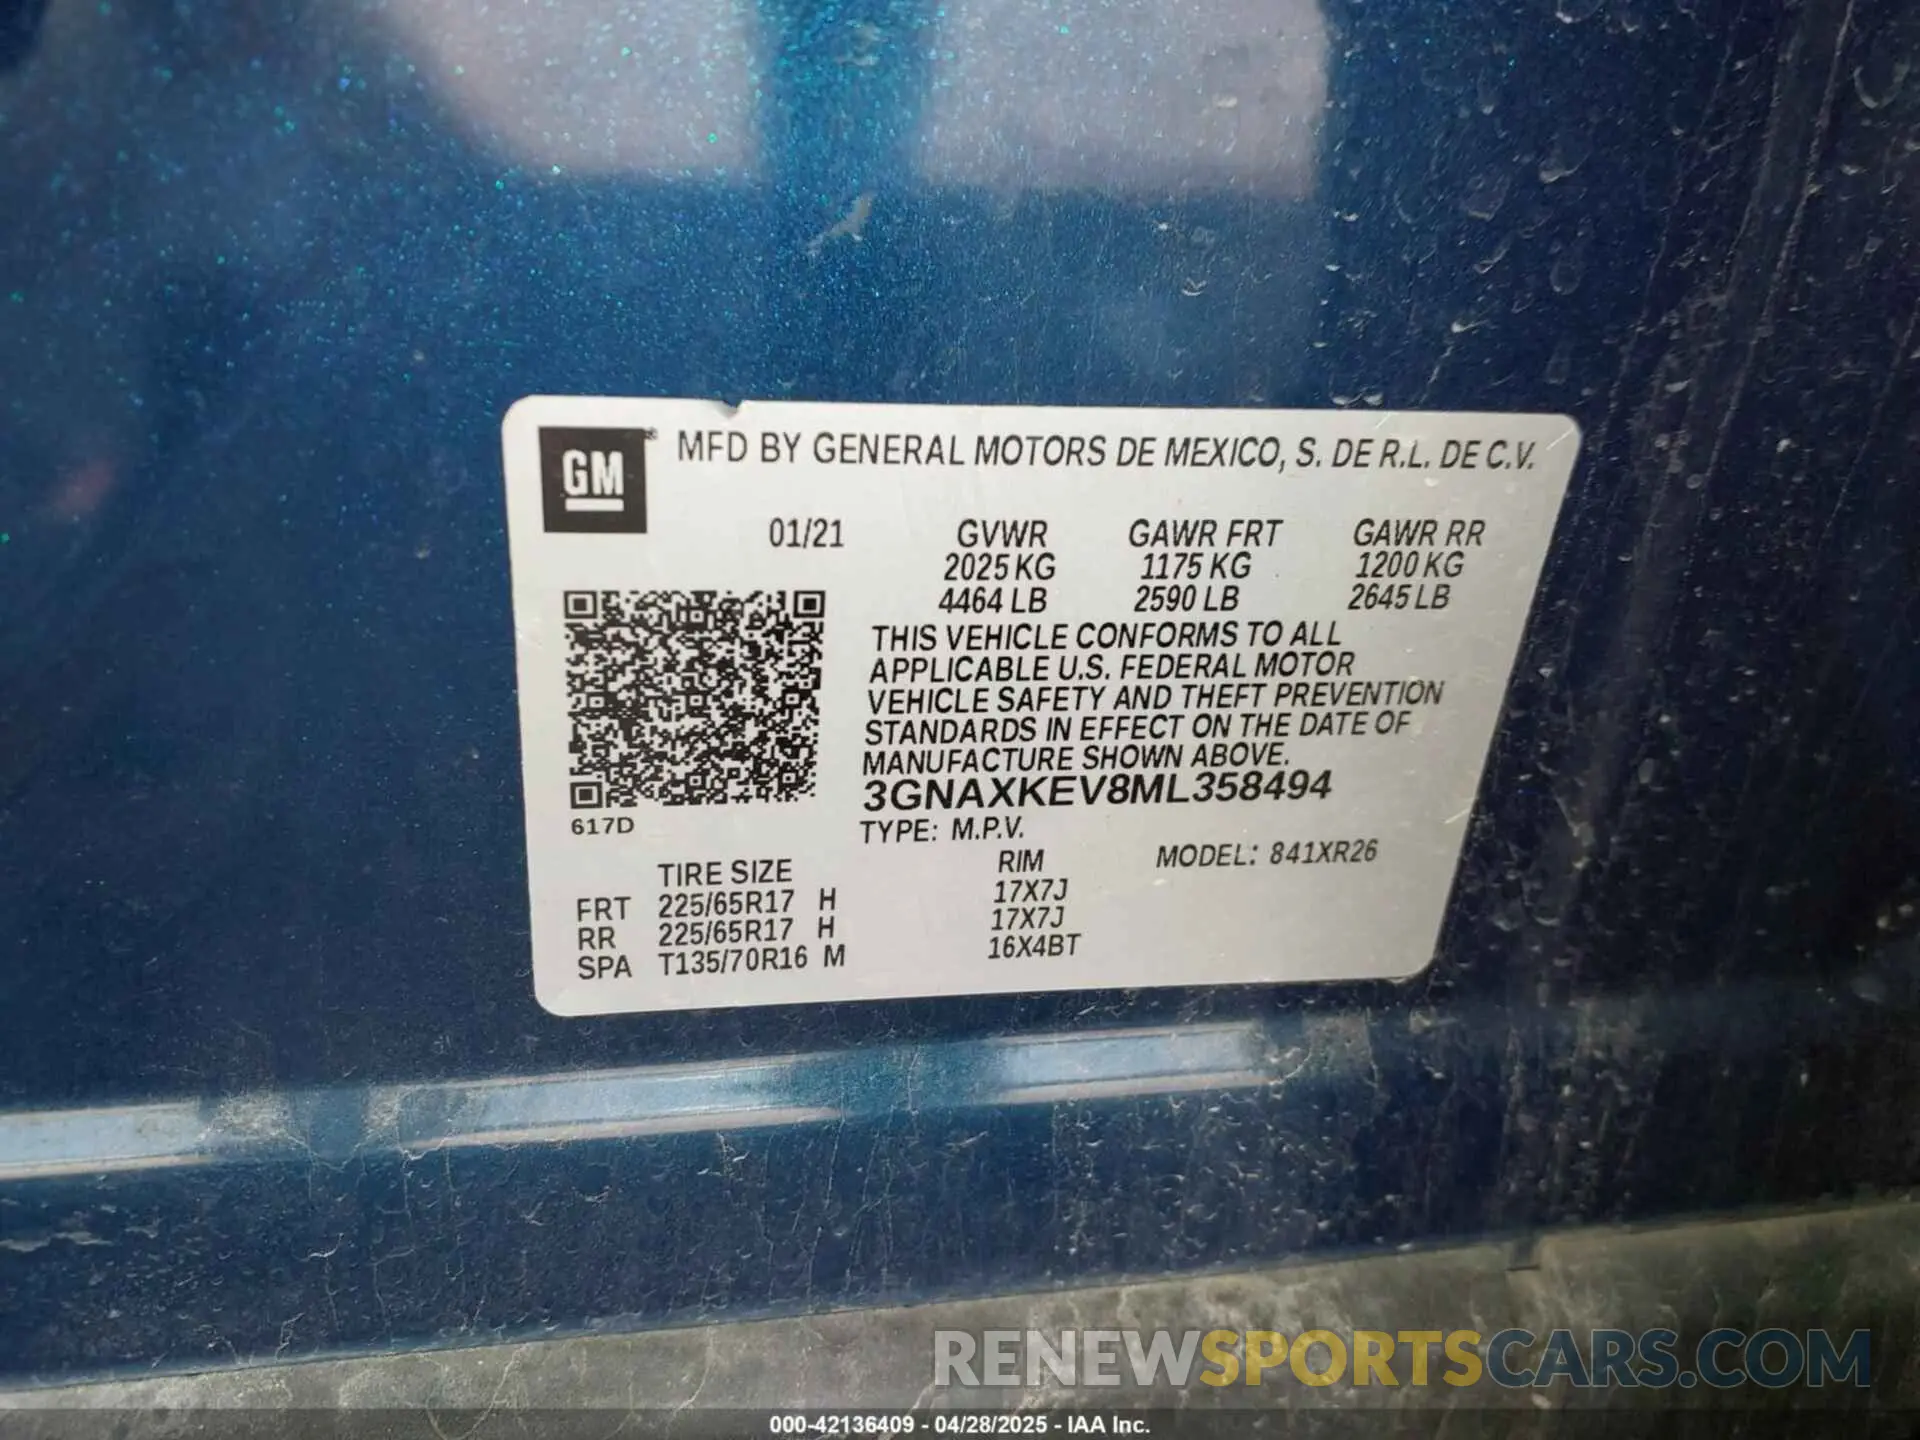 GM ® MFD BY GENERAL MOTORS DE MEXICO, S. DE R.L. DE C.V.
01/21 GVWR GAWR FRT GAWR RR
2025 KG 1175 KG 1200 KG
4464 LB 2590 LB 2645 LB
THIS VEHICLE CONFORMS TO ALL
APPLICABLE U.S. FEDERAL MOTOR
VEHICLE SAFETY AND THEFT PREVENTION
STANDARDS IN EFFECT ON THE DATE OF
MANUFACTURE SHOWN ABOVE.
3GNAXKEV8ML358494
617D TYPE: M.P.V.
TIRE SIZE RIM MODEL: 841XR26
FRT 225/65R17 H 17X7J
RR 225/65R17 H 17X7J
SPA T135/70R16 M 16X4BT
RENEWSPORTSCARS.COM
000-42136409 - 04/28/2025 - IAA Inc.